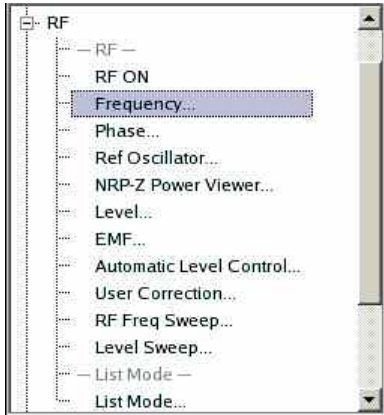 RF
— RF —
RF ON
Frequency...
Phase...
Ref Oscillator...
NRP-Z Power Viewer...
Level...
EMF...
Automatic Level Control...
User Correction...
RF Freq Sweep...
Level Sweep...
— List Mode —
List Mode...